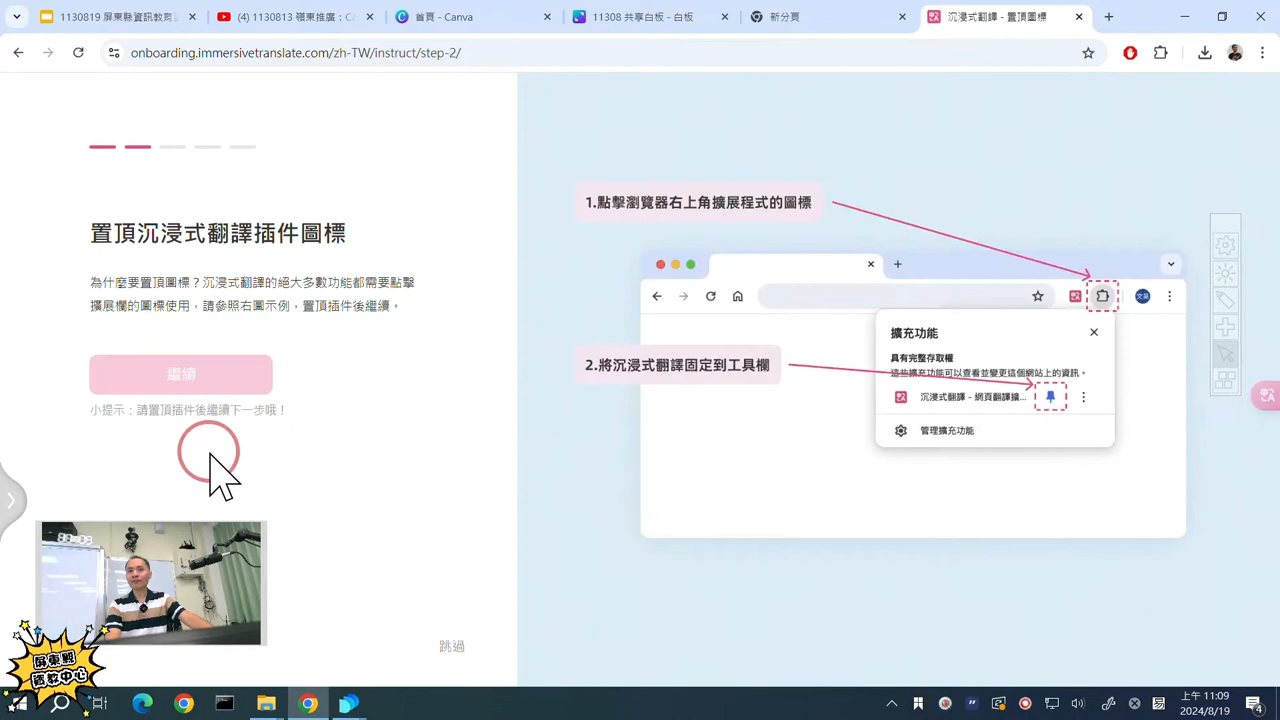 1130819 屏東縣資訊教育
(4) 1130813 嶺東推廣：Ca
首頁 - Canva
11308 共享白板 - 白板
新分頁
沉浸式翻譯 - 置頂圖標
onboarding.immersivetranslate.com/zh-TW/instruct/step-2/
置頂沉浸式翻譯插件圖標
為什麼要置頂圖標？沉浸式翻譯的絕大多數功能都需要點擊
擴展欄的圖標使用，請參照右圖示例，置頂插件後繼續。
繼續
小提示：請置頂插件後繼續下一步哦！
跳過
1.點擊瀏覽器右上角擴展程式的圖標
文萊
2.將沉浸式翻譯固定到工具欄
擴充功能
具有完整存取權
這些擴充功能可以查看並變更這個網站上的資訊。
沉浸式翻譯 - 網頁翻譯擴...
管理擴充功能
屏東縣
資教中心
上午 11:09
2024/8/19